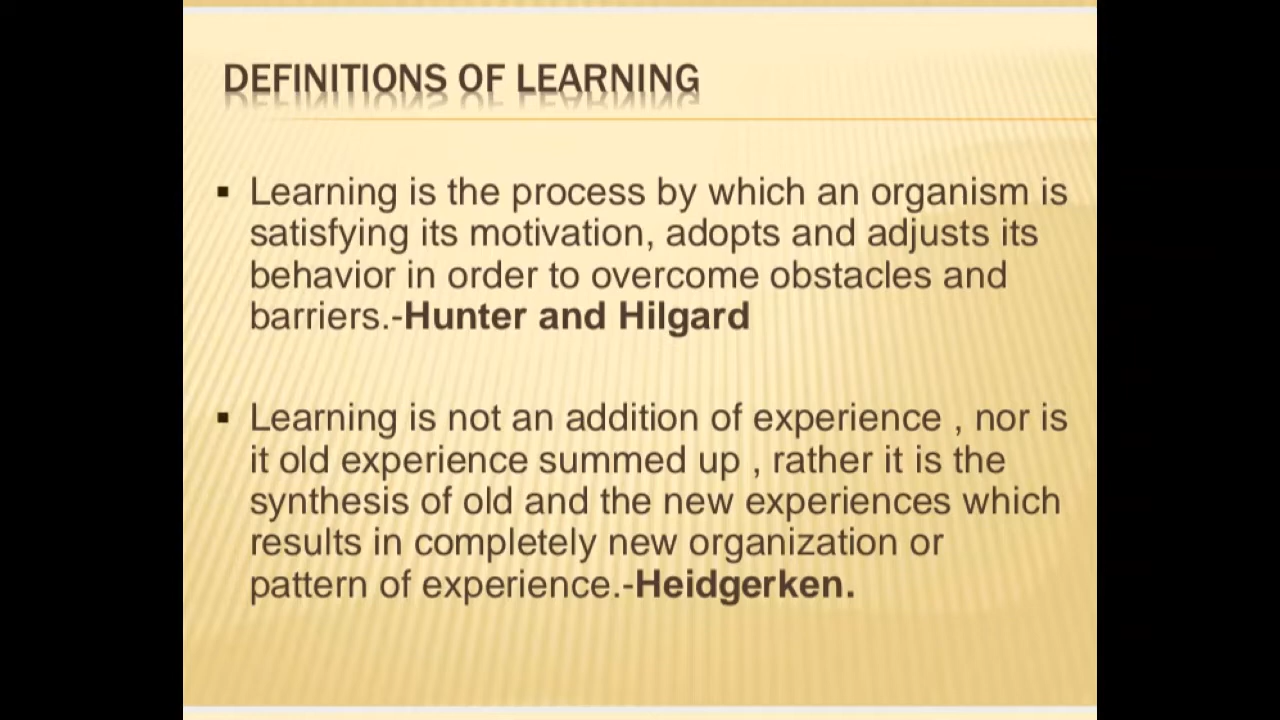 DEFINITIONS OF LEARNING
▪ Learning is the process by which an organism is
satisfying its motivation, adopts and adjusts its
behavior in order to overcome obstacles and
barriers.-Hunter and Hilgard
▪ Learning is not an addition of experience , nor is
it old experience summed up , rather it is the
synthesis of old and the new experiences which
results in completely new organization or
pattern of experience.-Heidgerken.